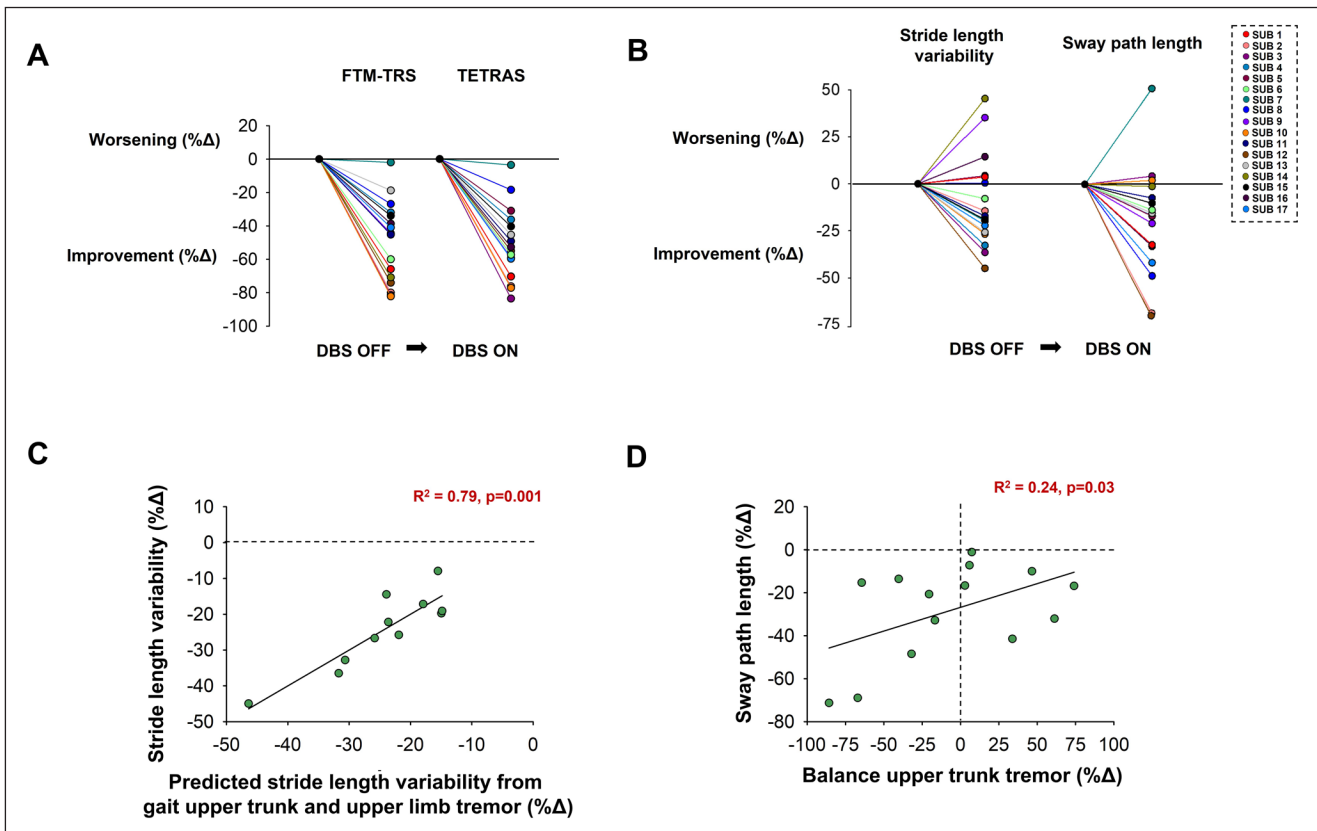 A
FTM-TRS
TETRAS
Worsening (%Δ)
Improvement (%Δ)
20
0
-20
-40
-60
-80
-100
DBS OFF ➡ DBS ON
B
Stride length
variability
Sway path length
Worsening (%Δ)
Improvement (%Δ)
50
25
0
-25
-50
-75
DBS OFF ➡ DBS ON
SUB 1
SUB 2
SUB 3
SUB 4
SUB 5
SUB 6
SUB 7
SUB 8
SUB 9
SUB 10
SUB 11
SUB 12
SUB 13
SUB 14
SUB 15
SUB 16
SUB 17
C
R² = 0.79, p=0.001
Stride length variability (%Δ)
10
0
-10
-20
-30
-40
-50
-50 -40 -30 -20 -10 0
Predicted stride length variability from
gait upper trunk and upper limb tremor (%Δ)
D
R² = 0.24, p=0.03
Sway path length (%Δ)
20
0
-20
-40
-60
-80
-100 -75 -50 -25 0 25 50 75 100
Balance upper trunk tremor (%Δ)